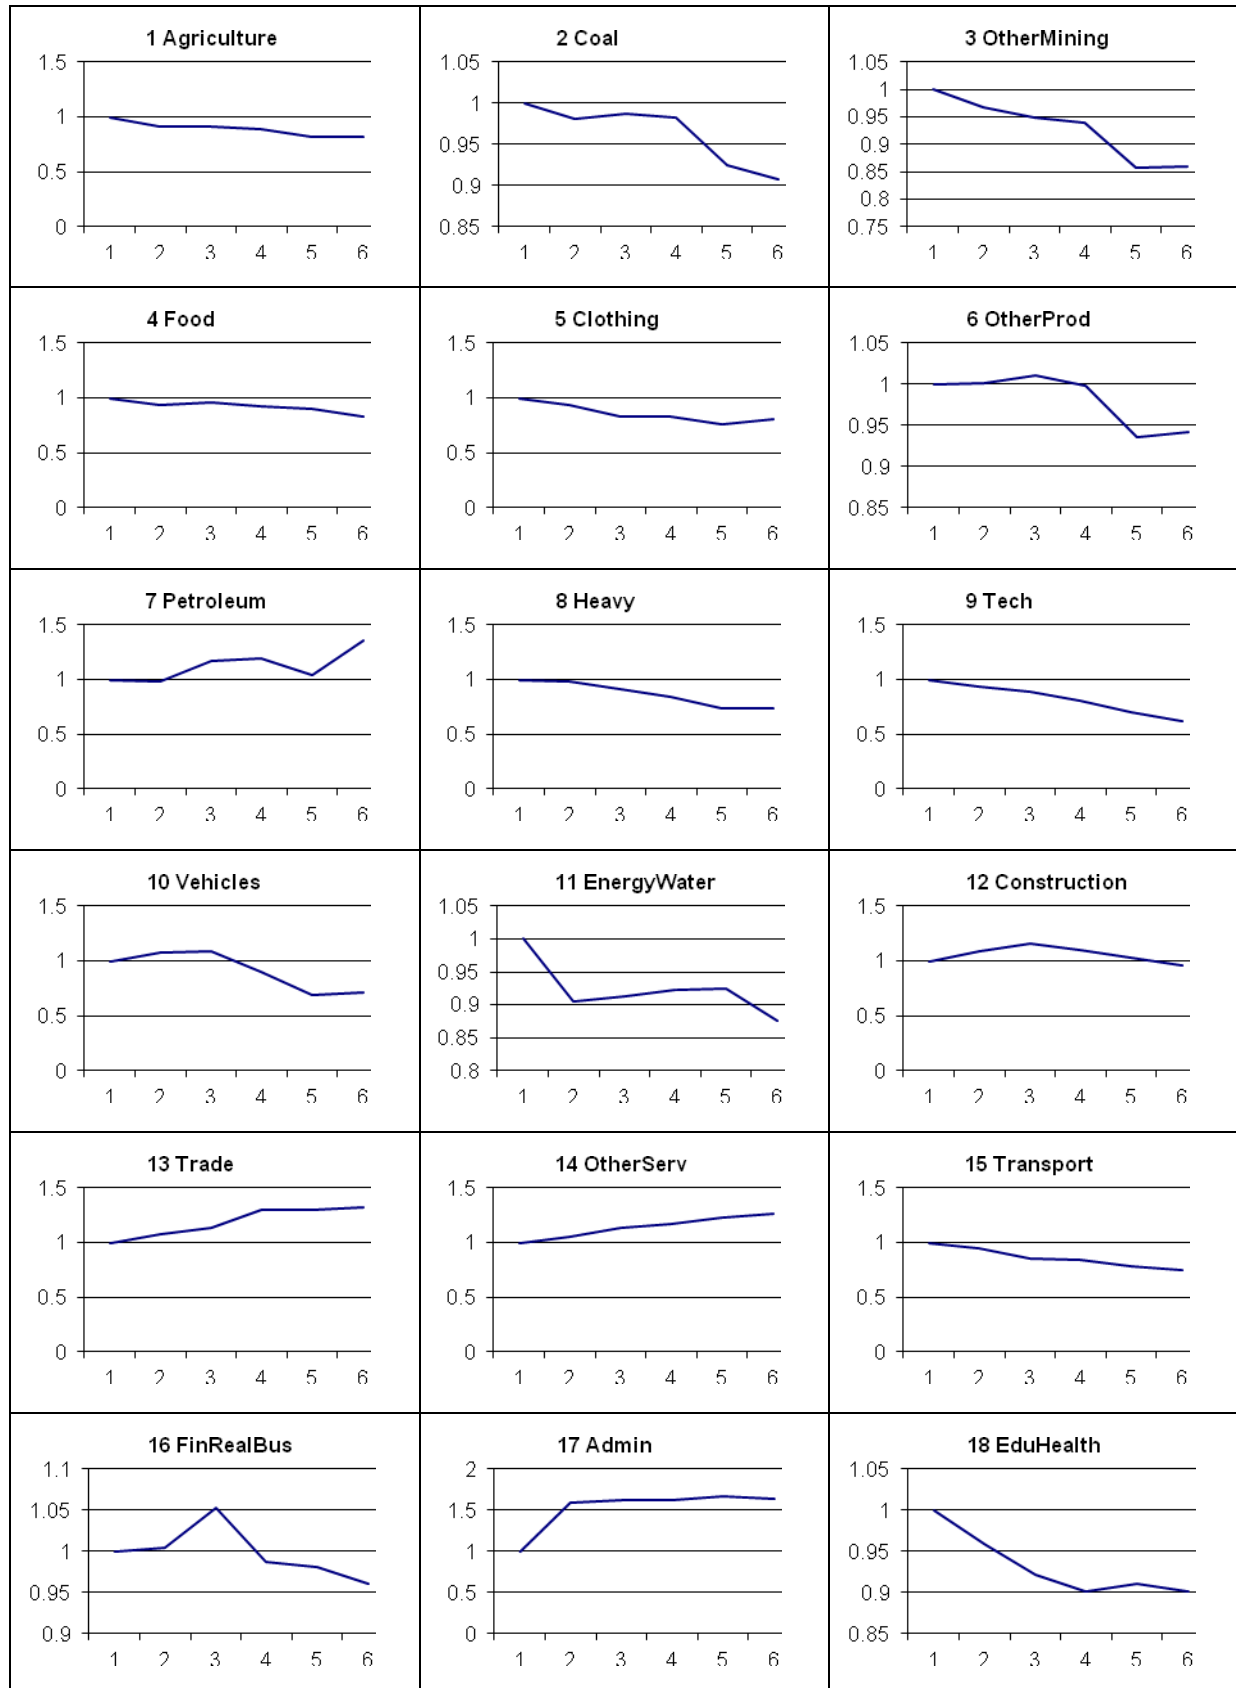 1 Agriculture
1.5
1
0.5
0
1 2 3 4 5 6
2 Coal
1.05
1
0.95
0.9
0.85
1 2 3 4 5 6
3 OtherMining
1.05
1
0.95
0.9
0.85
0.8
0.75
1 2 3 4 5 6
4 Food
1.5
1
0.5
0
1 2 3 4 5 6
5 Clothing
1.5
1
0.5
0
1 2 3 4 5 6
6 OtherProd
1.05
1
0.95
0.9
0.85
1 2 3 4 5 6
7 Petroleum
1.5
1
0.5
0
1 2 3 4 5 6
8 Heavy
1.5
1
0.5
0
1 2 3 4 5 6
9 Tech
1.5
1
0.5
0
1 2 3 4 5 6
10 Vehicles
1.5
1
0.5
0
1 2 3 4 5 6
11 EnergyWater
1.05
1
0.95
0.9
0.85
0.8
1 2 3 4 5 6
12 Construction
1.5
1
0.5
0
1 2 3 4 5 6
13 Trade
1.5
1
0.5
0
1 2 3 4 5 6
14 OtherServ
1.5
1
0.5
0
1 2 3 4 5 6
15 Transport
1.5
1
0.5
0
1 2 3 4 5 6
16 FinRealBus
1.1
1.05
1
0.95
0.9
1 2 3 4 5 6
17 Admin
2
1.5
1
0.5
0
1 2 3 4 5 6
18 EduHealth
1.05
1
0.95
0.9
0.85
1 2 3 4 5 6